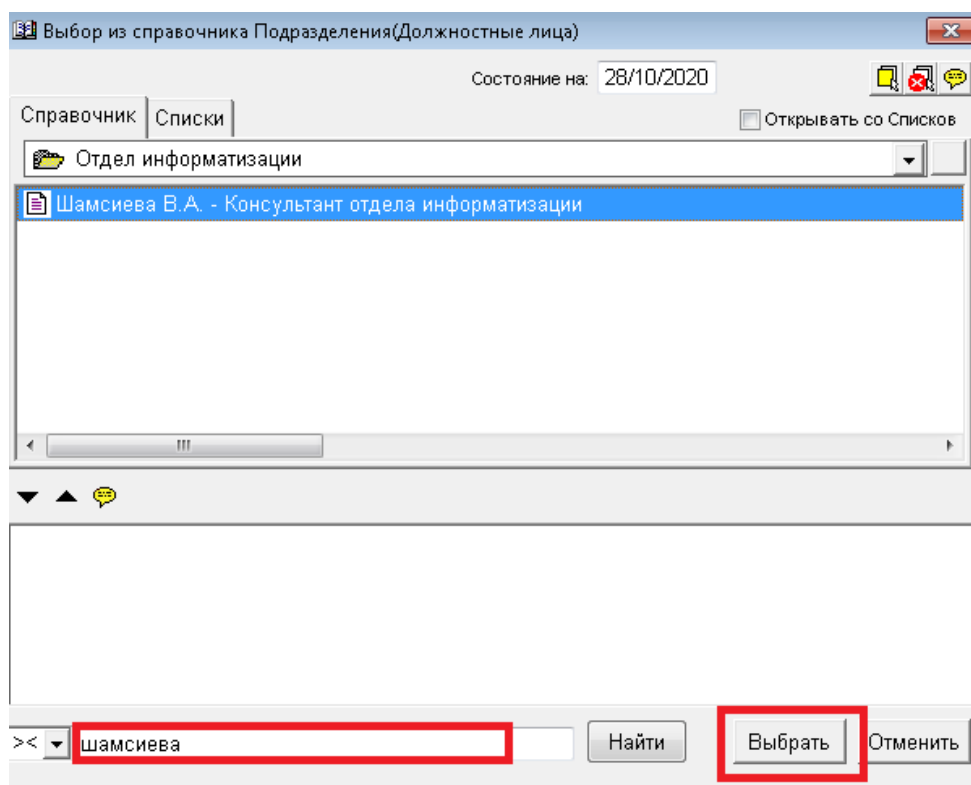 Выбор из справочника Подразделения(Должностные лица)
Состояние на: 28/10/2020
Справочник Списки Открывать со Списков
Отдел информатизации
Шамсиева В.А. - Консультант отдела информатизации
>< шамсиева Найти Выбрать Отменить